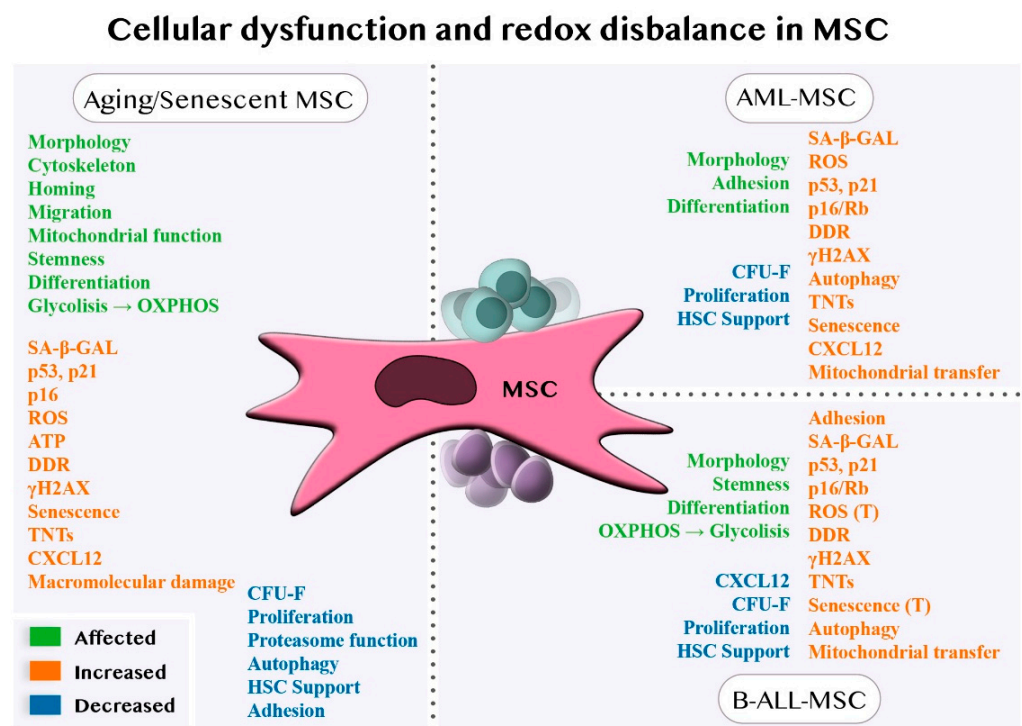 Cellular dysfunction and redox disbalance in MSC
Aging/Senescent MSC
Morphology
Cytoskeleton
Homing
Migration
Mitochondrial function
Stemness
Differentiation
Glycolisis → OXPHOS
SA-β-GAL
p53, p21
p16
ROS
ATP
DDR
γH2AX
Senescence
TNTs
CXCL12
Macromolecular damage
CFU-F
Proliferation
Proteasome function
Autophagy
HSC Support
Adhesion
Affected
Increased
Decreased
MSC
AML-MSC
Morphology
Adhesion
Differentiation
CFU-F
Proliferation
HSC Support
SA-β-GAL
ROS
p53, p21
p16/Rb
DDR
γH2AX
Autophagy
TNTs
Senescence
CXCL12
Mitochondrial transfer
Morphology
Stemness
Differentiation
OXPHOS → Glycolisis
CXCL12
CFU-F
Proliferation
HSC Support
Adhesion
SA-β-GAL
p53, p21
p16/Rb
ROS (T)
DDR
γH2AX
TNTs
Senescence (T)
Autophagy
Mitochondrial transfer
B-ALL-MSC